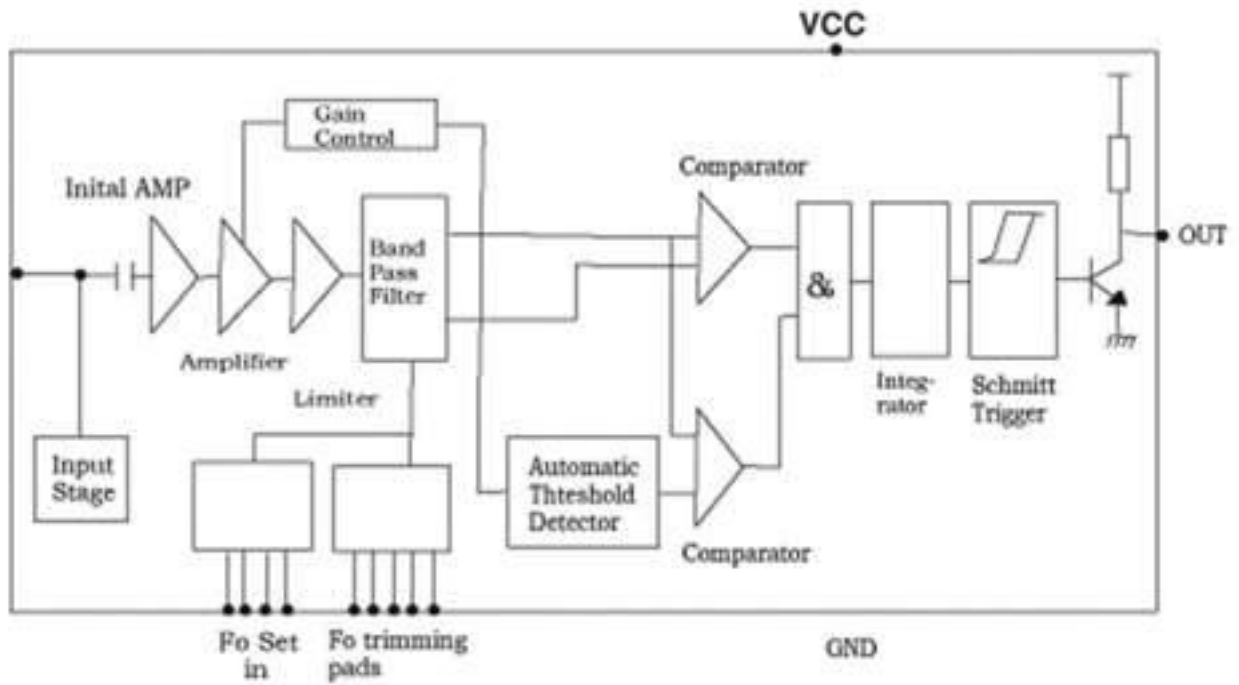 VCC
Gain
Control
Inital AMP
Comparator
OUT
Band
Pass
Filter
&
Amplifier
Limiter
Integ-
rator
Schmitt
Trigger
Input
Stage
Automatic
Thteshold
Detector
Comparator
Fo Set
in
Fo trimming
pads
GND